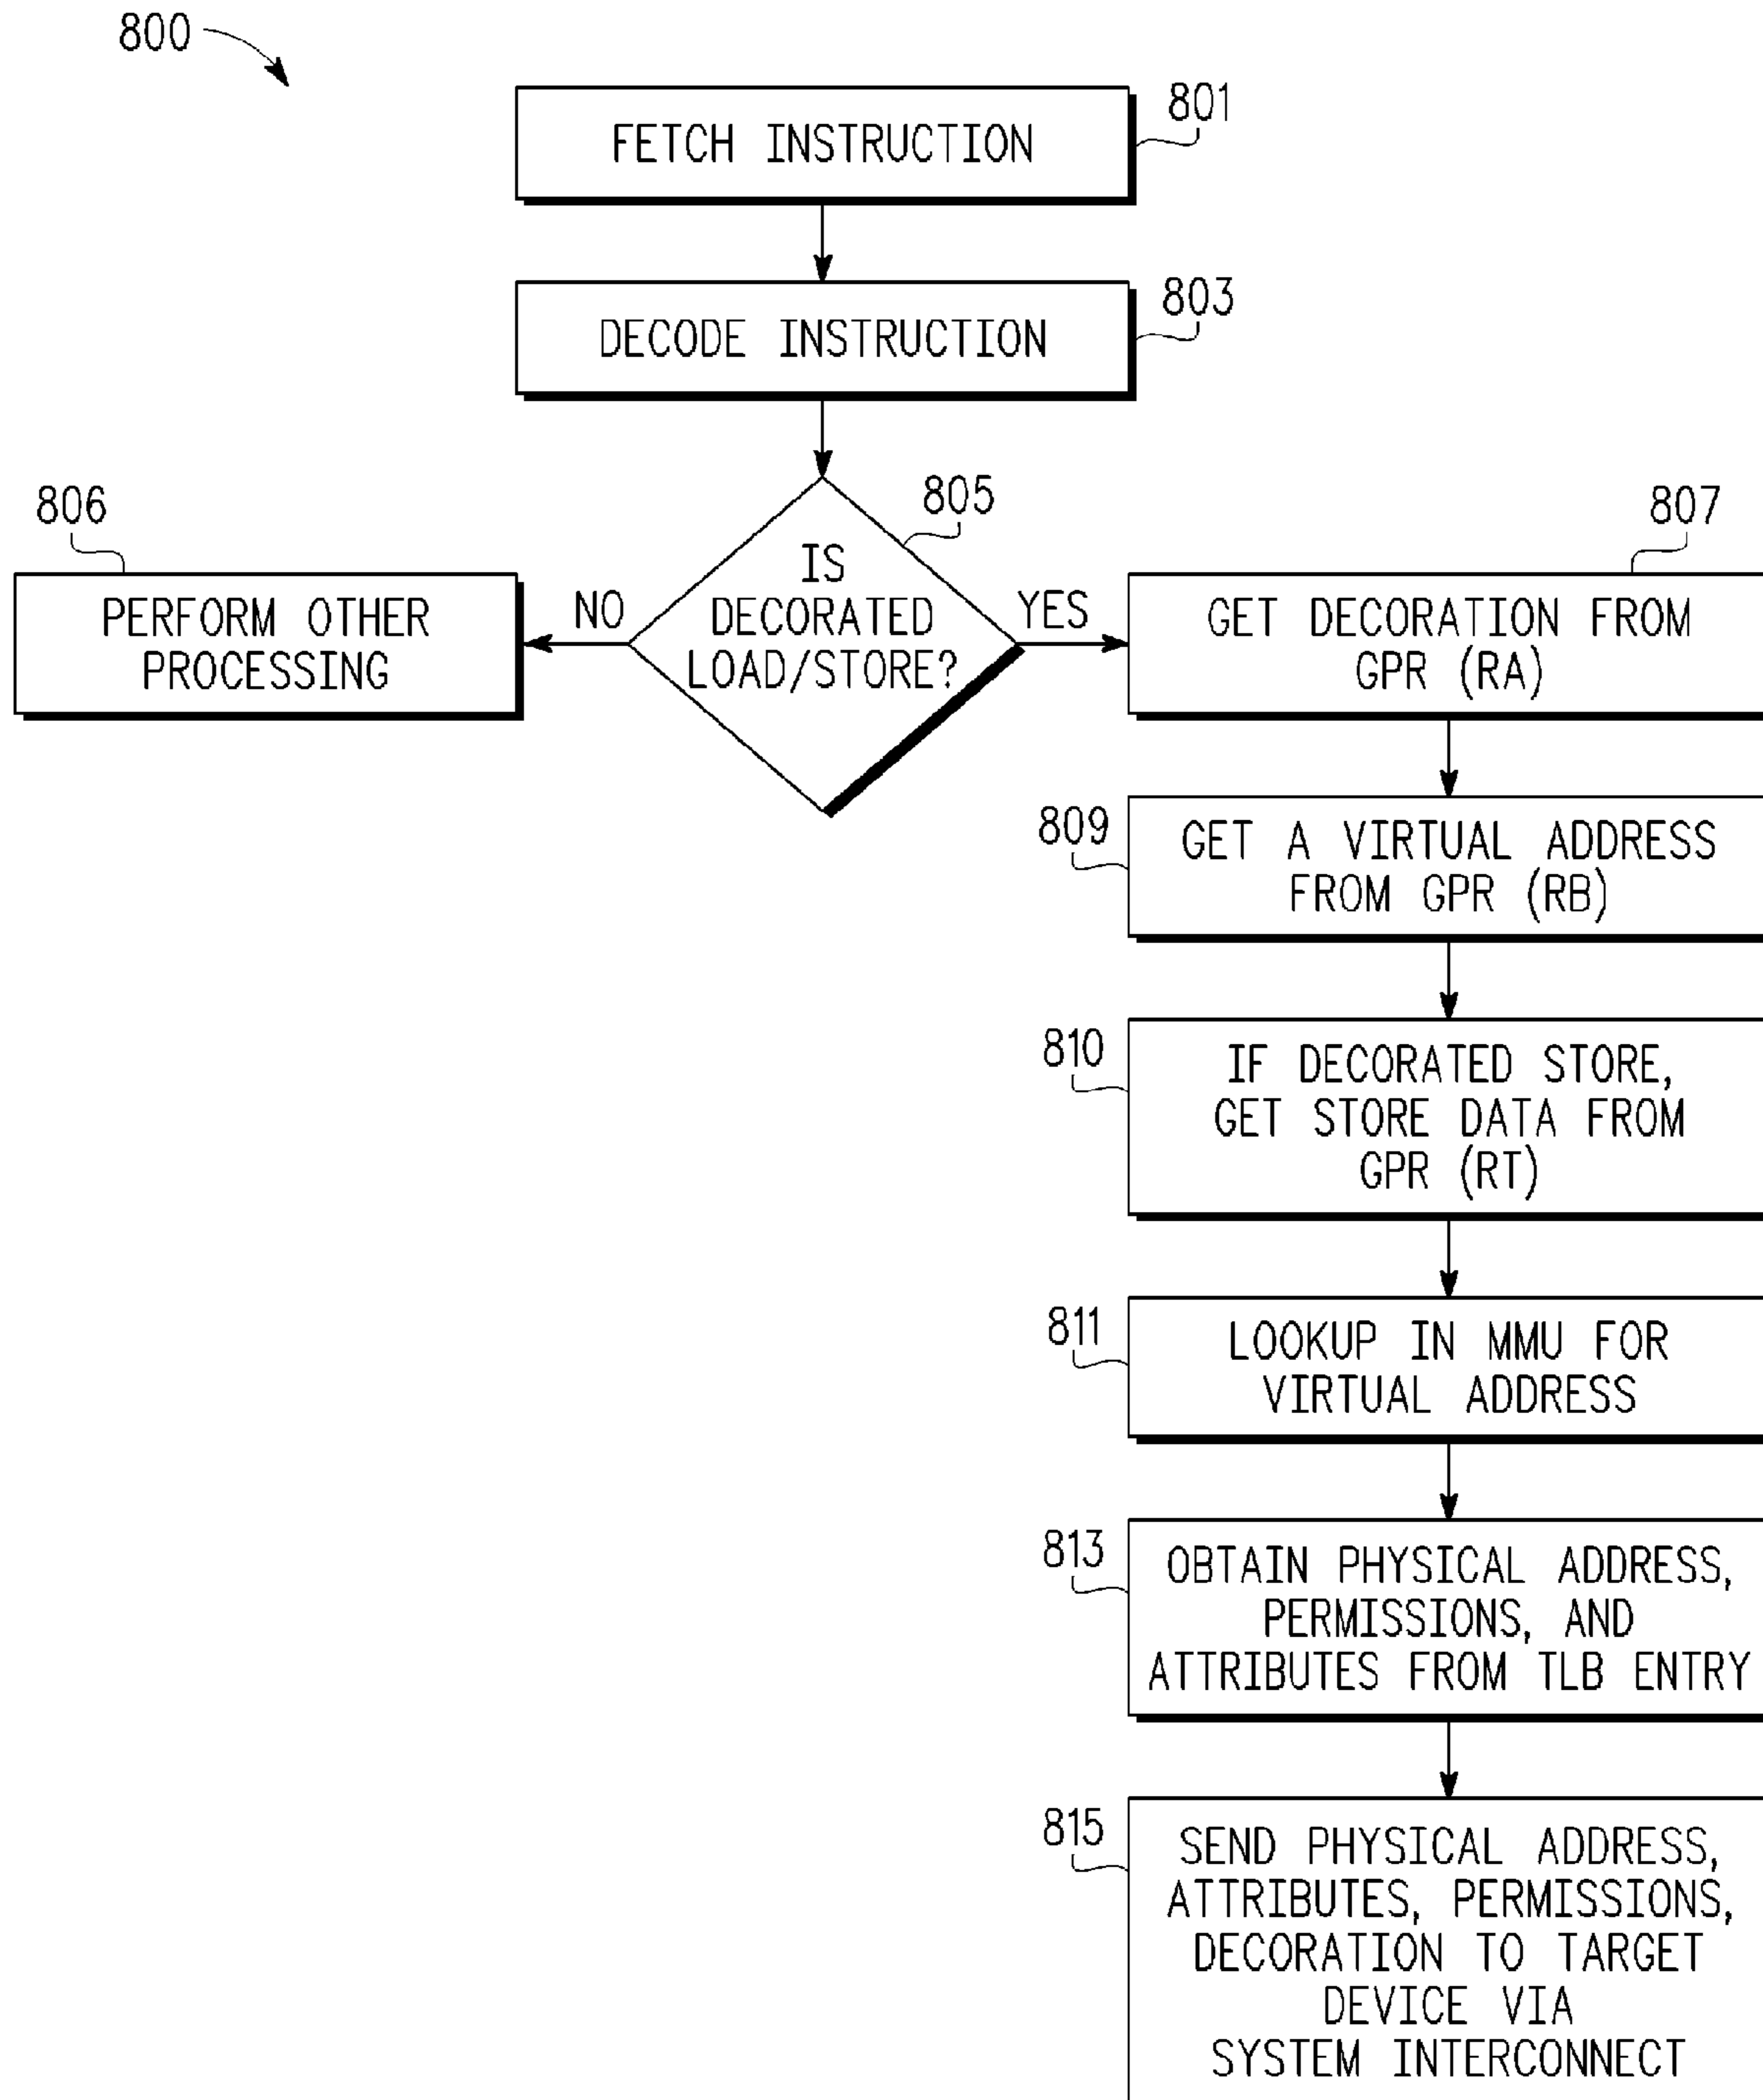 800
801
FETCH INSTRUCTION
803
DECODE INSTRUCTION
805
IS
DECORATED
LOAD/STORE?
NO
YES
806
PERFORM OTHER
PROCESSING
807
GET DECORATION FROM
GPR (RA)
809
GET A VIRTUAL ADDRESS
FROM GPR (RB)
810
IF DECORATED STORE,
GET STORE DATA FROM
GPR (RT)
811
LOOKUP IN MMU FOR
VIRTUAL ADDRESS
813
OBTAIN PHYSICAL ADDRESS,
PERMISSIONS, AND
ATTRIBUTES FROM TLB ENTRY
815
SEND PHYSICAL ADDRESS,
ATTRIBUTES, PERMISSIONS,
DECORATION TO TARGET
DEVICE VIA
SYSTEM INTERCONNECT